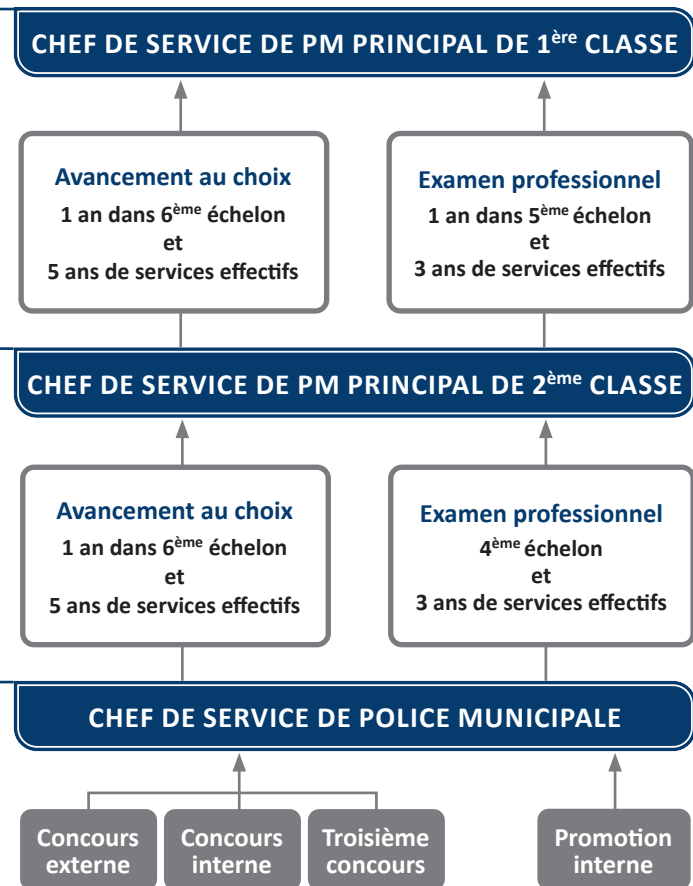 CHEF DE SERVICE DE PM PRINCIPAL DE 1ère CLASSE
Avancement au choix
1 an dans 6ème échelon
et
5 ans de services effectifs
Examen professionnel
1 an dans 5ème échelon
et
3 ans de services effectifs
CHEF DE SERVICE DE PM PRINCIPAL DE 2ème CLASSE
Avancement au choix
1 an dans 6ème échelon
et
5 ans de services effectifs
Examen professionnel
4ème échelon
et
3 ans de services effectifs
CHEF DE SERVICE DE POLICE MUNICIPALE
Concours
externe
Concours
interne
Troisième
concours
Promotion
interne